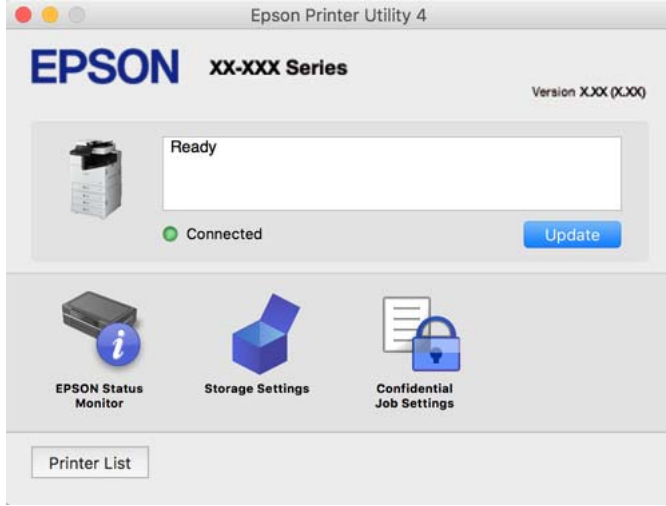 Epson Printer Utility 4
EPSON XX-XXX Series
Version X.XX (X.XX)
Ready
Connected
Update
EPSON Status
Monitor
Storage Settings
Confidential
Job Settings
Printer List